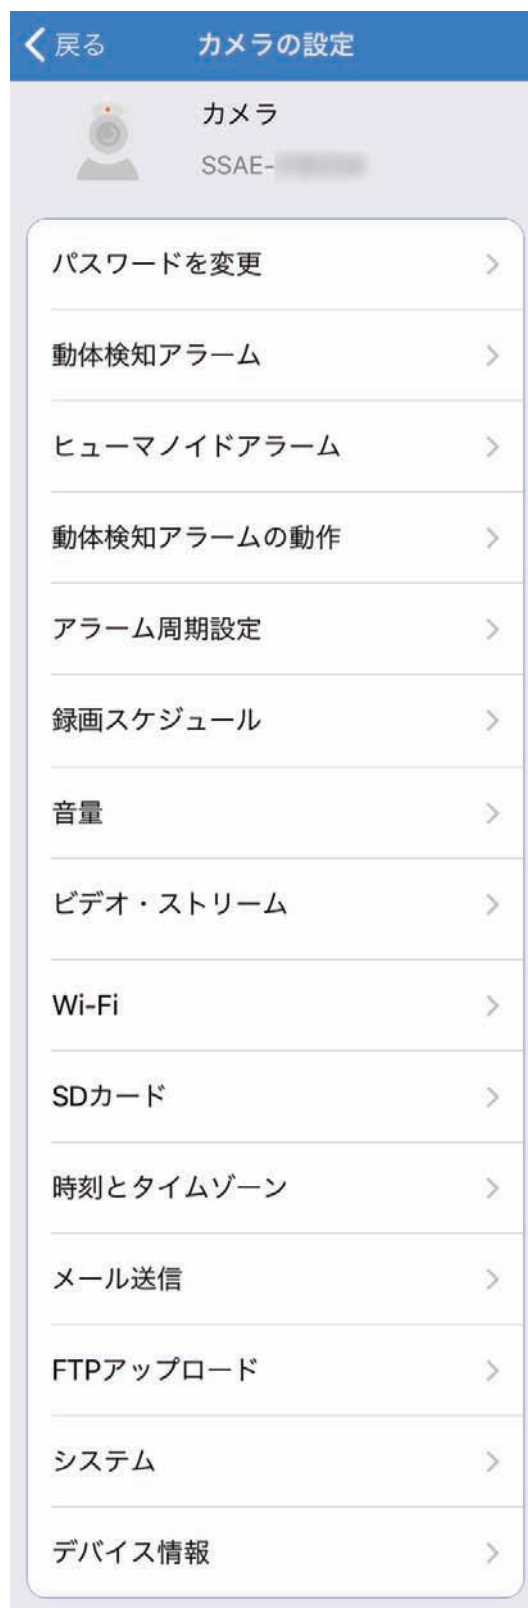 戻る
カメラの設定
カメラ
SSAE-
パスワードを変更
動体検知アラーム
ヒューマノイドアラーム
動体検知アラームの動作
アラーム周期設定
録画スケジュール
音量
ビデオ・ストリーム
Wi-Fi
SDカード
時刻とタイムゾーン
メール送信
FTPアップロード
システム
デバイス情報